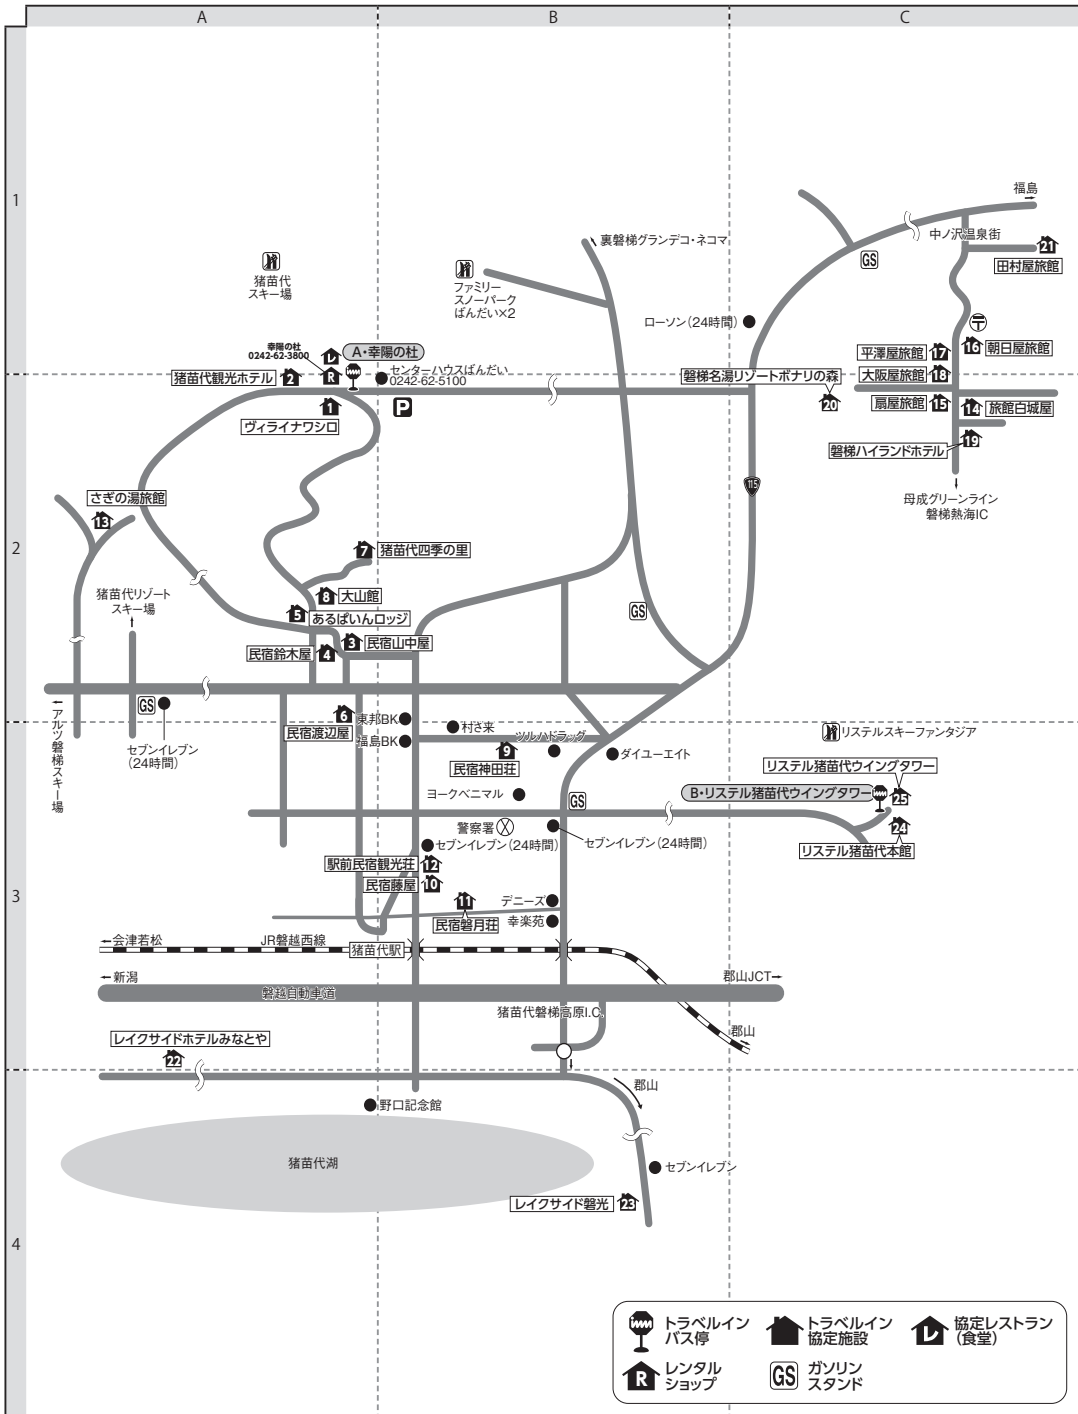 A
B
C
1
2
3
4
福島
中ノ沢温泉街
21
田村屋旅館
GS
裏磐梯グランデコ・ネコマ
猪苗代
スキー場
ファミリー
スノーパーク
ばんだい×2
ローソン(24時間)
〒
16
朝日屋旅館
平澤屋旅館
17
大阪屋旅館
18
扇屋旅館
15
14
旅館白城屋
19
磐梯ハイランドホテル
磐梯名湯リゾートボナリの森
20
母成グリーンライン
磐梯熱海IC
幸陽の杜
0242-62-3800
レ
A・幸陽の杜
R
猪苗代観光ホテル
2
センターハウスばんだい
0242-62-5100
P
1
ヴィライナワシロ
115
さぎの湯旅館
13
7
猪苗代四季の里
猪苗代リゾート
スキー場
8
大山館
5
あるぱいんロッジ
3
民宿山中屋
民宿鈴木屋
4
GS
GS
アルツ磐梯スキー場
セブンイレブン
(24時間)
6
民宿渡辺屋
東邦BK
福島BK
村さ来
ツルハドラッグ
9
民宿神田荘
ダイユーエイト
リステルスキーファンタジア
リステル猪苗代ウイングタワー
B・リステル猪苗代ウイングタワー
25
24
リステル猪苗代本館
ヨークベニマル
GS
警察署
セブンイレブン(24時間)
セブンイレブン(24時間)
駅前民宿観光荘
12
民宿藤屋
10
11
民宿磐月荘
デニーズ
幸楽苑
会津若松
JR磐越西線
猪苗代駅
新潟
磐越自動車道
郡山JCT
猪苗代磐梯高原I.C.
郡山
レイクサイドホテルみなとや
22
郡山
野口記念館
猪苗代湖
セブンイレブン
レイクサイド磐光
23
トラベルイン
バス停
トラベルイン
協定施設
レ
協定レストラン
(食堂)
R
レンタル
ショップ
GS
ガソリン
スタンド